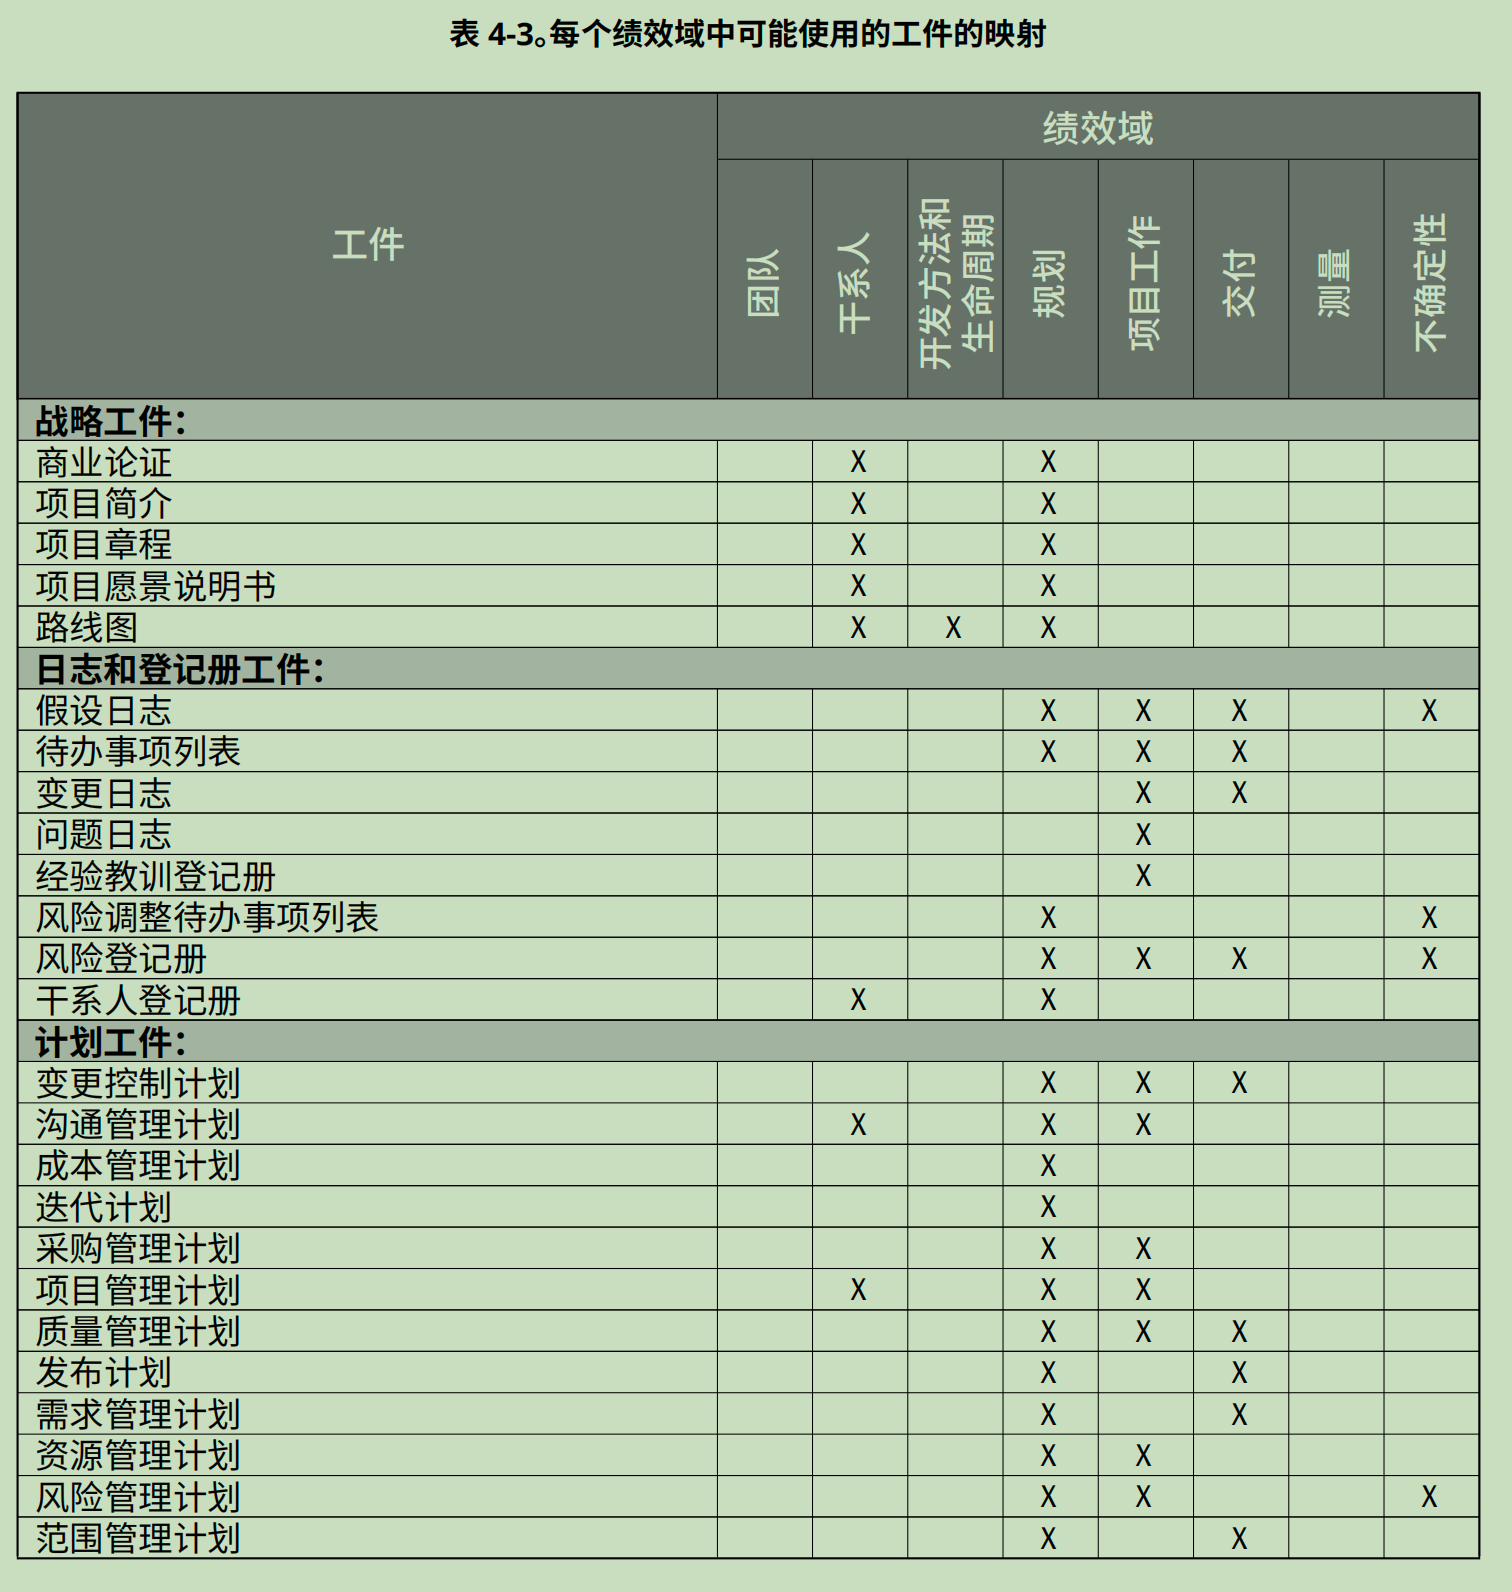 表 4-3。每个绩效域中可能使用的工件的映射
工件
绩效域
团队
干系人
开发方法和
生命周期
规划
项目工作
交付
测量
不确定性
战略工件：
商业论证 X X
项目简介 X X
项目章程 X X
项目愿景说明书 X X
路线图 X X X
日志和登记册工件：
假设日志 X X X X
待办事项列表 X X X
变更日志 X X
问题日志 X
经验教训登记册 X
风险调整待办事项列表 X X
风险登记册 X X X X
干系人登记册 X X
计划工件：
变更控制计划 X X X
沟通管理计划 X X X
成本管理计划 X
迭代计划 X
采购管理计划 X X
项目管理计划 X X X
质量管理计划 X X X
发布计划 X X
需求管理计划 X X
资源管理计划 X X
风险管理计划 X X X
范围管理计划 X X